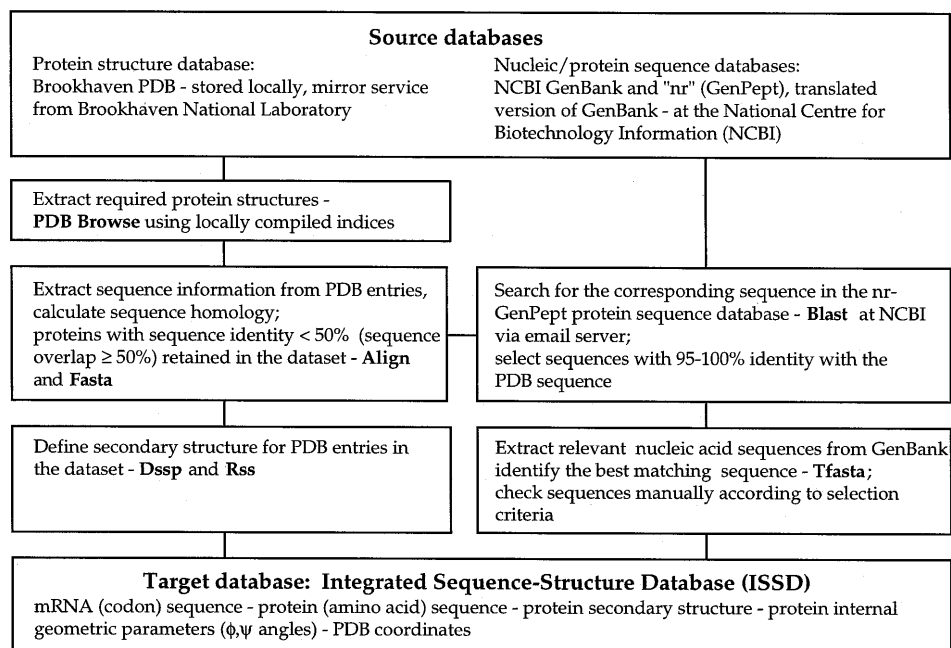 Source databases
Protein structure database:
Brookhaven PDB - stored locally, mirror service
from Brookhaven National Laboratory
Nucleic/protein sequence databases:
NCBI GenBank and "nr" (GenPept), translated
version of GenBank - at the National Centre for
Biotechnology Information (NCBI)
Extract required protein structures -
PDB Browse using locally compiled indices
Extract sequence information from PDB entries,
calculate sequence homology;
proteins with sequence identity < 50% (sequence
overlap ≥ 50%) retained in the dataset - Align
and Fasta
Search for the corresponding sequence in the nr-
GenPept protein sequence database - Blast at NCBI
via email server;
select sequences with 95-100% identity with the
PDB sequence
Define secondary structure for PDB entries in
the dataset - Dssp and Rss
Extract relevant nucleic acid sequences from GenBank
identify the best matching sequence - Tfasta;
check sequences manually according to selection
criteria
Target database: Integrated Sequence-Structure Database (ISSD)
mRNA (codon) sequence - protein (amino acid) sequence - protein secondary structure - protein internal
geometric parameters (ϕ,ψ angles) - PDB coordinates